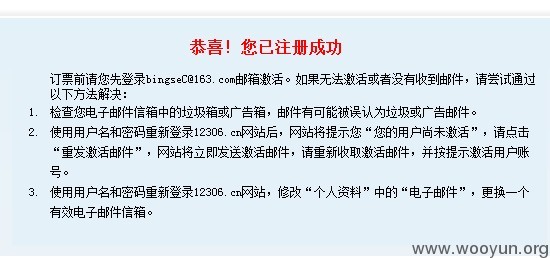 恭喜！您已注册成功
订票前请您先登录bingseC@163.com邮箱激活。如果无法激活或者没有收到邮件，请尝试通过
以下方法解决：
1. 检查您电子邮件信箱中的垃圾箱或广告箱，邮件有可能被误认为垃圾或广告邮件。
2. 使用用户名和密码重新登录12306.cn网站后，网站将提示您“您的用户尚未激活”，请点击
“重发激活邮件”，网站将立即发送激活邮件，请重新收取激活邮件，并按提示激活用户账
号。
3. 使用用户名和密码重新登录12306.cn网站，修改“个人资料”中的“电子邮件”，更换一个
有效电子邮件信箱。
www.wooyun.org